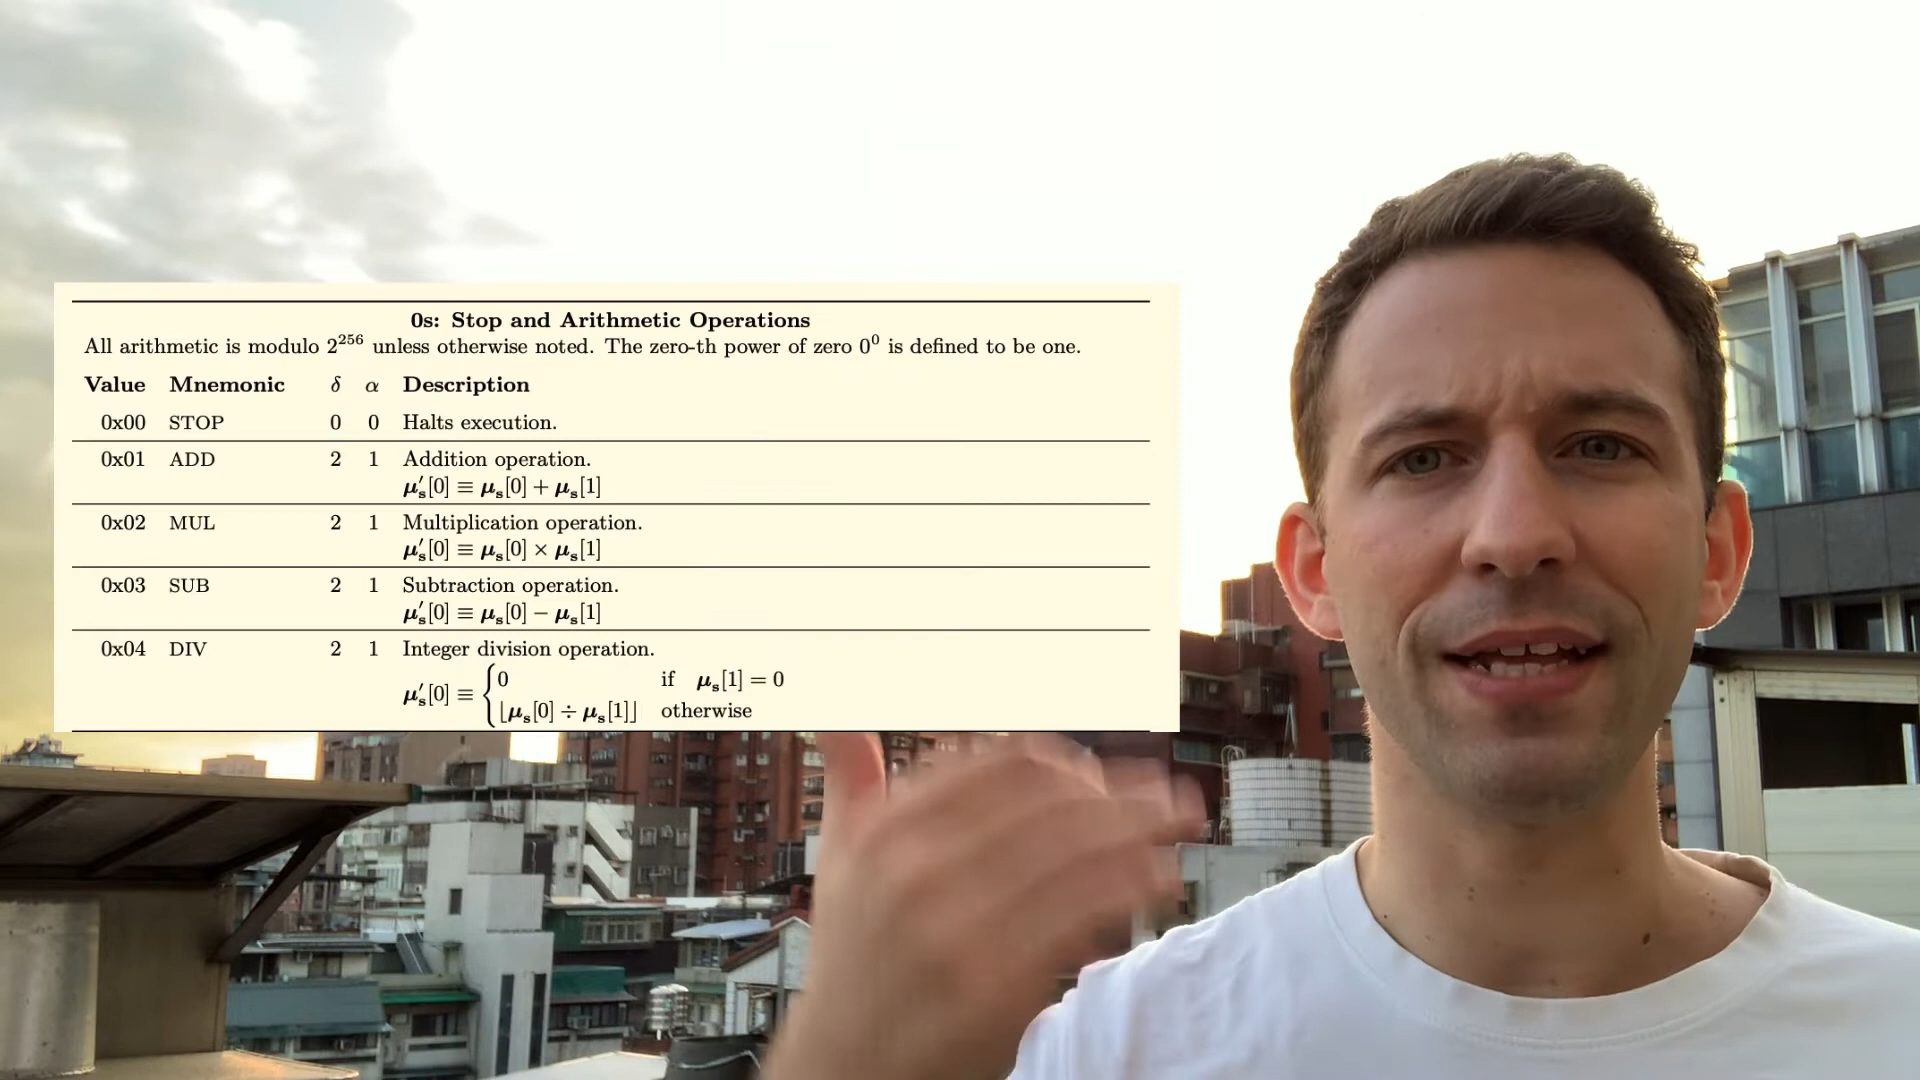 0s: Stop and Arithmetic Operations
All arithmetic is modulo 2²⁵⁶ unless otherwise noted. The zero-th power of zero 0⁰ is defined to be one.
Value Mnemonic δ α Description
0x00 STOP 0 0 Halts execution.
0x01 ADD 2 1 Addition operation.
μ′ₛ[0] ≡ μₛ[0] + μₛ[1]
0x02 MUL 2 1 Multiplication operation.
μ′ₛ[0] ≡ μₛ[0] × μₛ[1]
0x03 SUB 2 1 Subtraction operation.
μ′ₛ[0] ≡ μₛ[0] − μₛ[1]
0x04 DIV 2 1 Integer division operation.
μ′ₛ[0] ≡ { 0 if μₛ[1] = 0
⌊μₛ[0] ÷ μₛ[1]⌋ otherwise